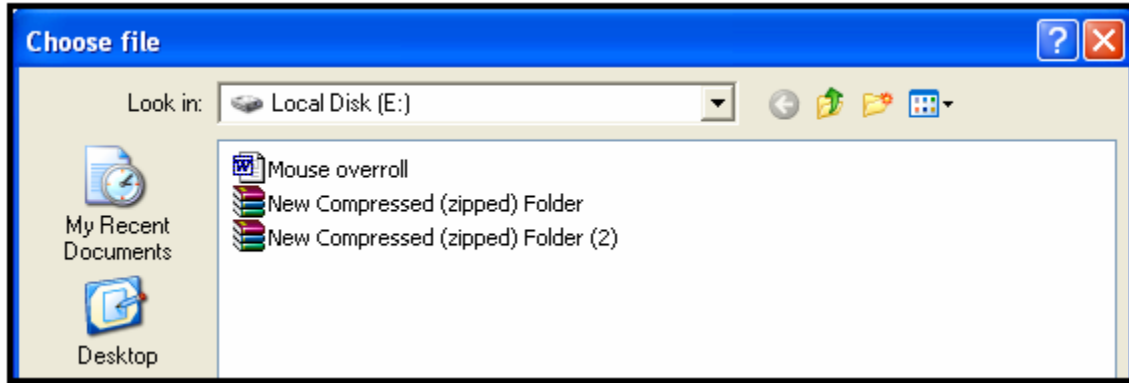 Choose file
Look in: Local Disk (E:)
My Recent
Documents
Desktop
Mouse overroll
New Compressed (zipped) Folder
New Compressed (zipped) Folder (2)